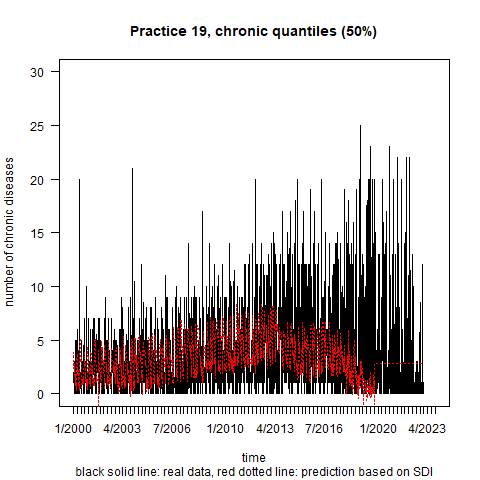 Practice 19, chronic quantiles (50%)
number of chronic diseases
30
25
20
15
10
5
0
1/2000 4/2003 7/2006 1/2010 4/2013 7/2016 1/2020 4/2023
time
black solid line: real data, red dotted line: prediction based on SDI